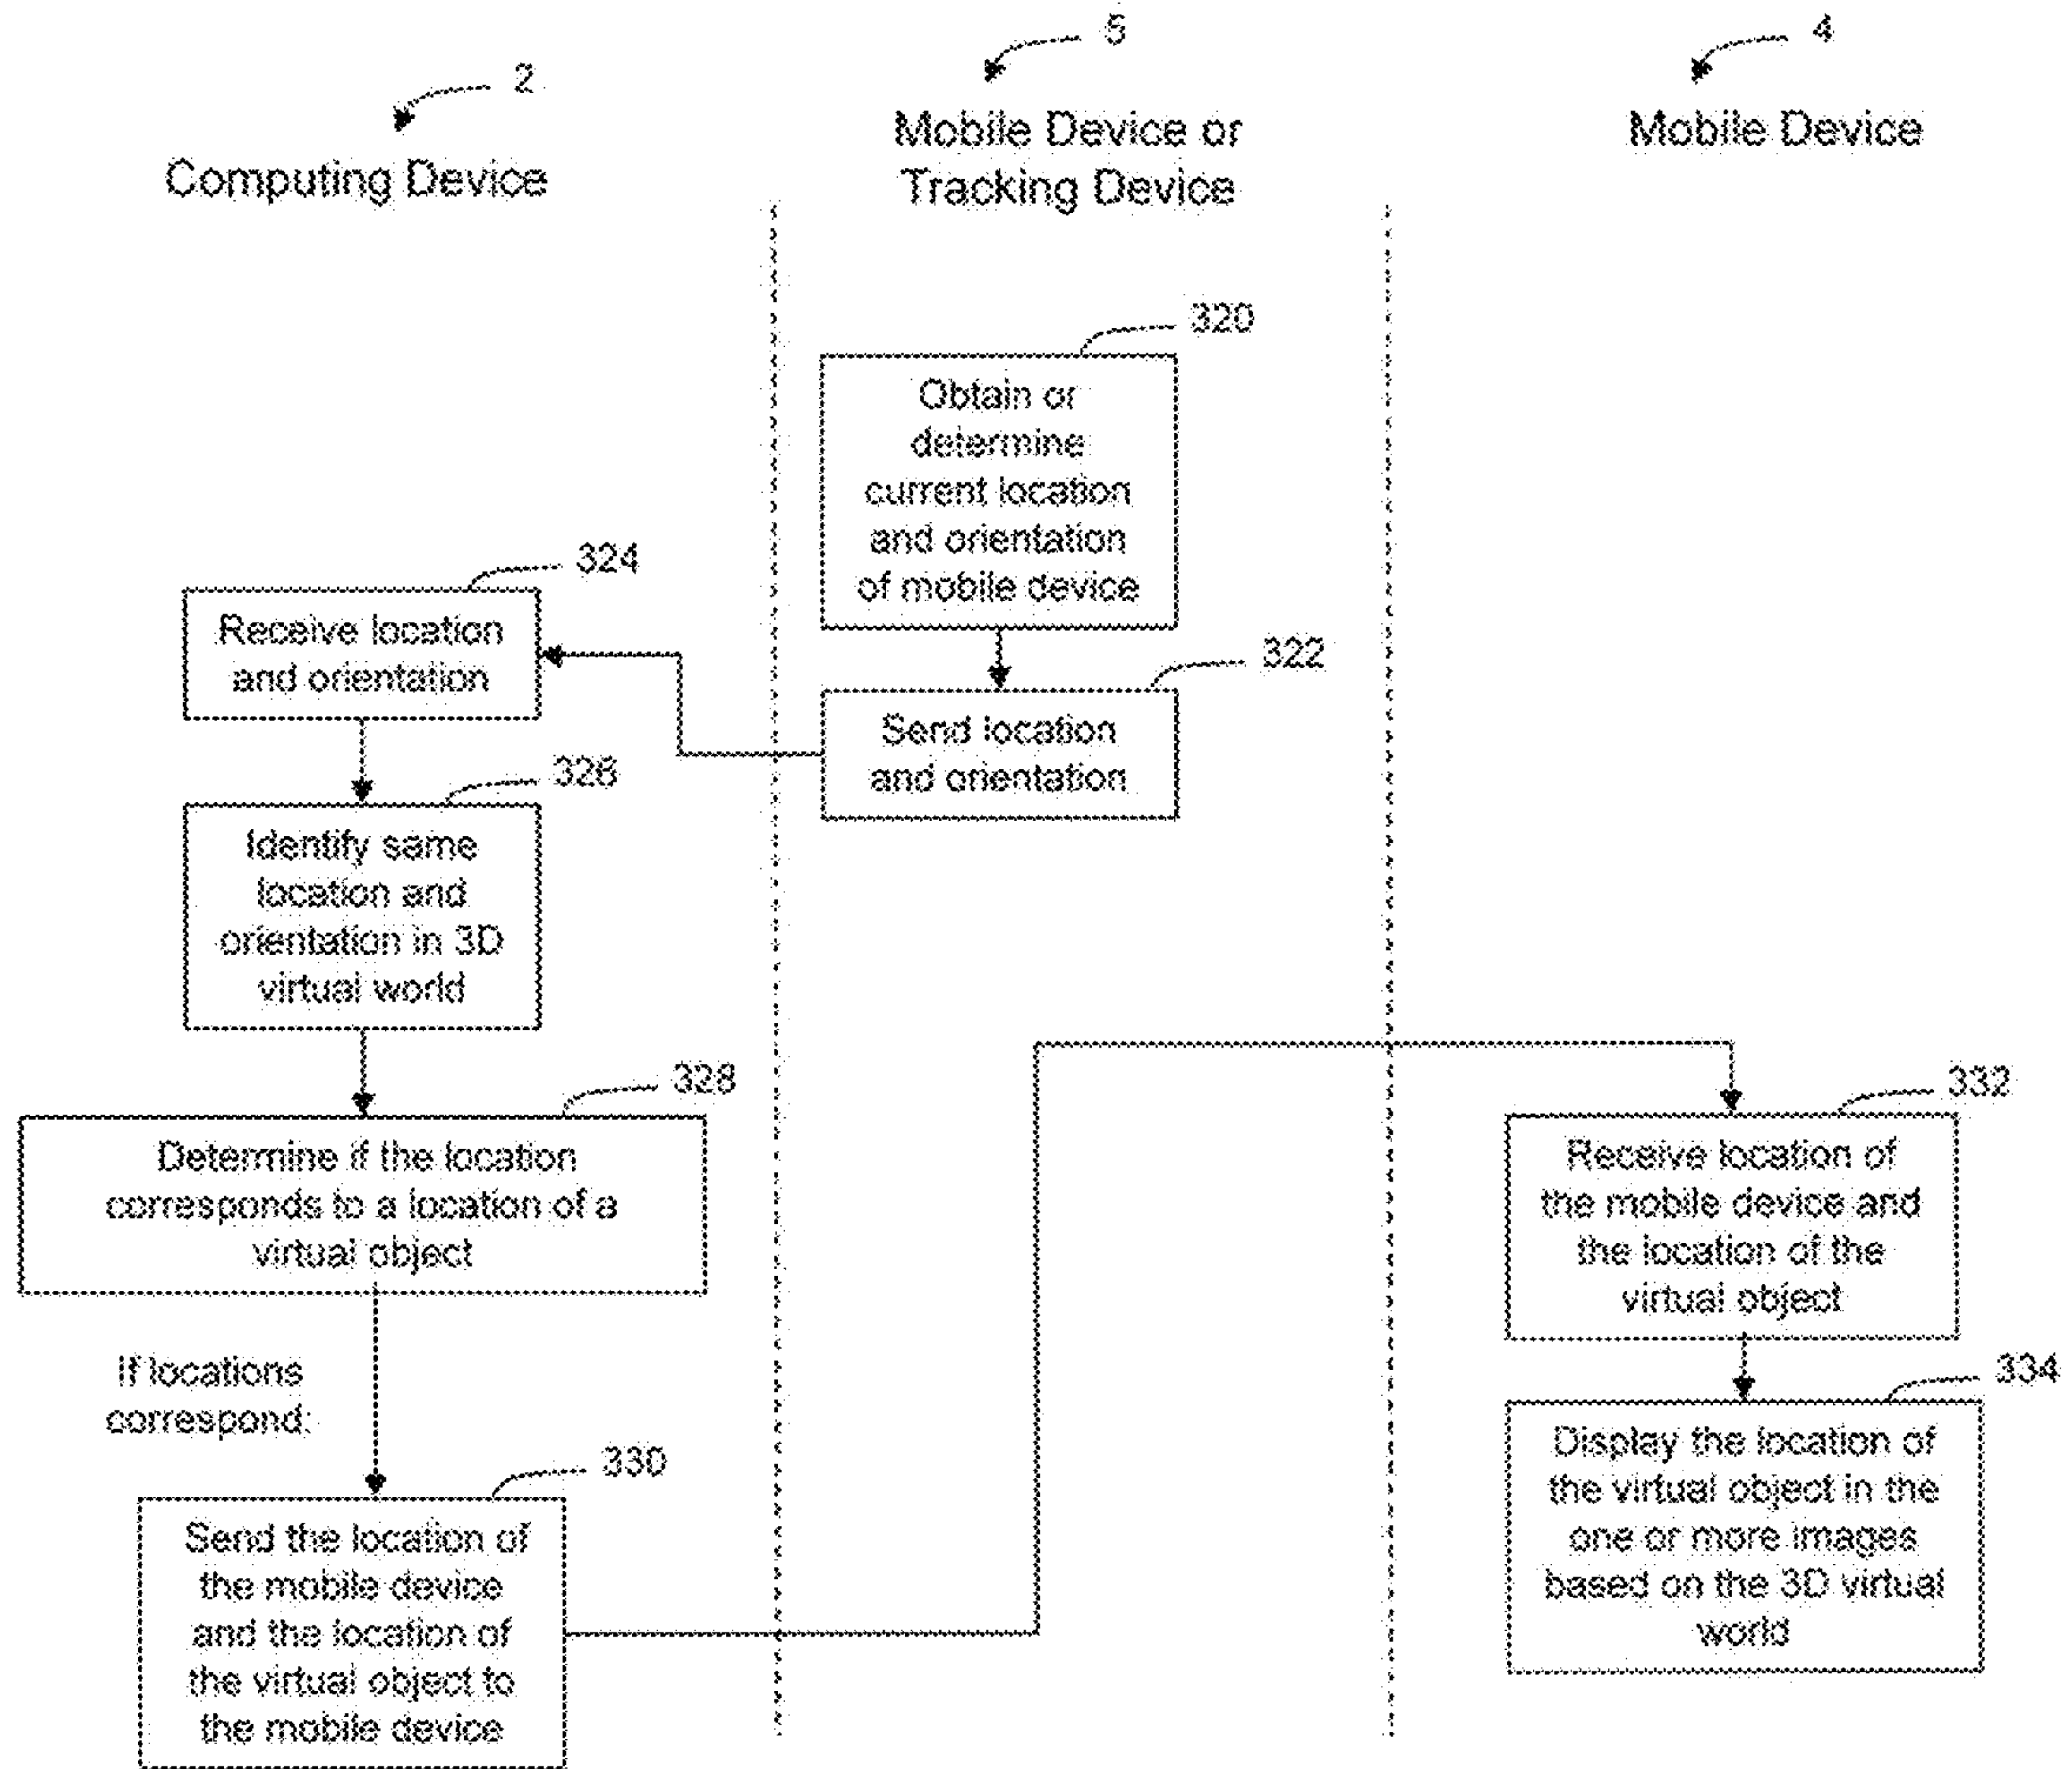 2
Computing Device
5
Mobile Device or
Tracking Device
4
Mobile Device
320
Obtain or
determine
current location
and orientation
of mobile device
322
Send location
and orientation
324
Receive location
and orientation
326
Identify same
location and
orientation in 3D
virtual world
328
Determine if the location
corresponds to a location of a
virtual object
If locations
correspond:
330
Send the location of
the mobile device
and the location of
the virtual object to
the mobile device
332
Receive location of
the mobile device and
the location of the
virtual object
334
Display the location of
the virtual object in the
one or more images
based on the 3D virtual
world